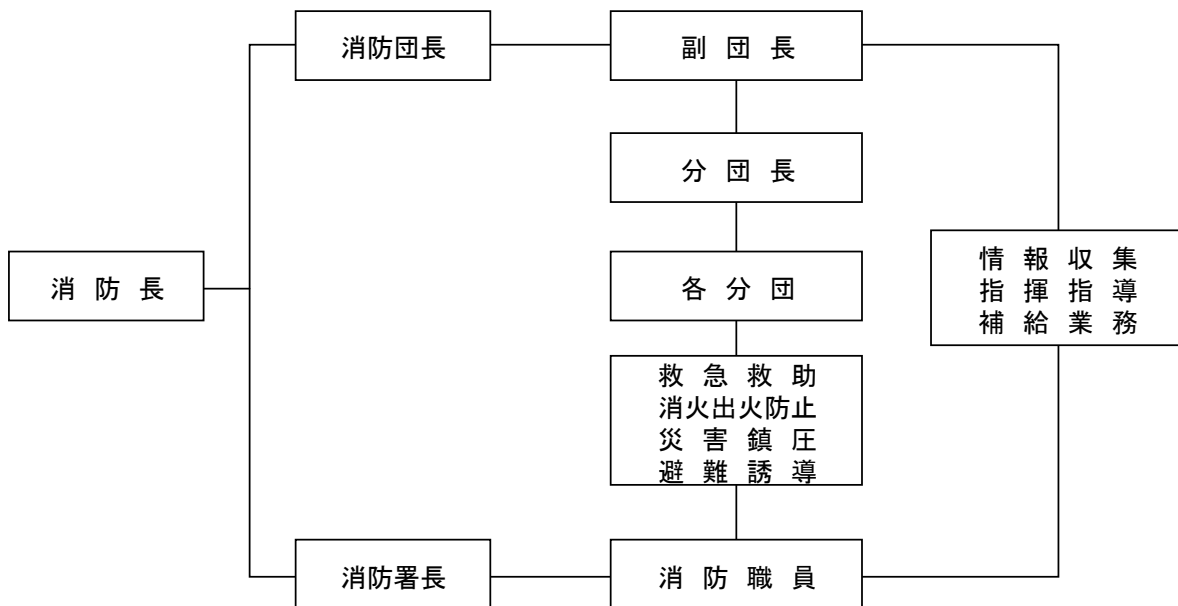 消防団長
副団長
分団長
消防長
各分団
情報収集
指揮指導
補給業務
救急救助
消火出火防止
災害鎮圧
避難誘導
消防署長
消防職員